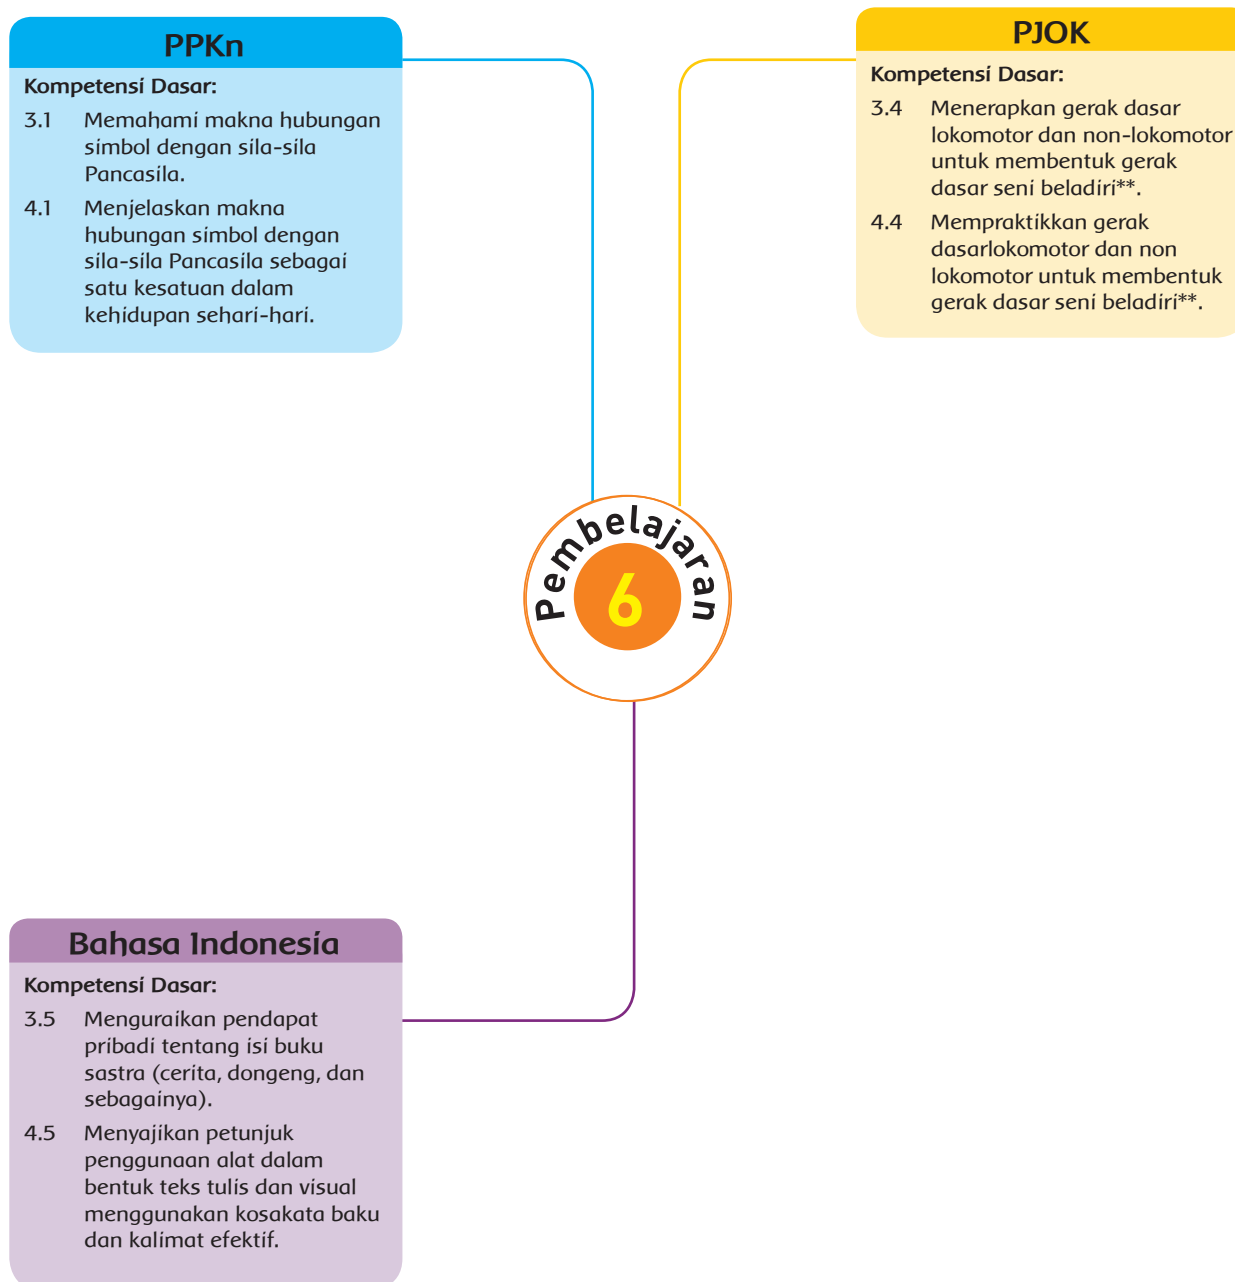 PPKn
Kompetensi Dasar:
3.1 Memahami makna hubungan
simbol dengan sila-sila
Pancasila.
4.1 Menjelaskan makna
hubungan simbol dengan
sila-sila Pancasila sebagai
satu kesatuan dalam
kehidupan sehari-hari.
PJOK
Kompetensi Dasar:
3.4 Menerapkan gerak dasar
lokomotor dan non-lokomotor
untuk membentuk gerak
dasar seni beladiri**.
4.4 Mempraktikkan gerak
dasarlokomotor dan non
lokomotor untuk membentuk
gerak dasar seni beladiri**.
Pembelajaran
6
Bahasa Indonesia
Kompetensi Dasar:
3.5 Menguraikan pendapat
pribadi tentang isi buku
sastra (cerita, dongeng, dan
sebagainya).
4.5 Menyajikan petunjuk
penggunaan alat dalam
bentuk teks tulis dan visual
menggunakan kosakata baku
dan kalimat efektif.